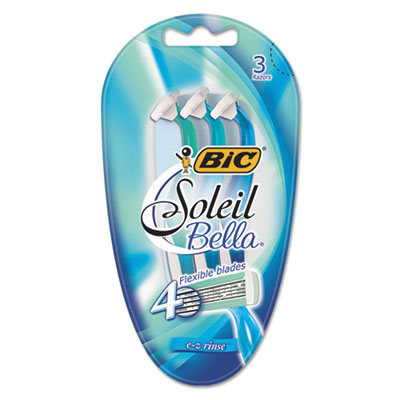 3
Razors
BiC®
Soleil
Bella®
4 Flexible blades
e-z rinse